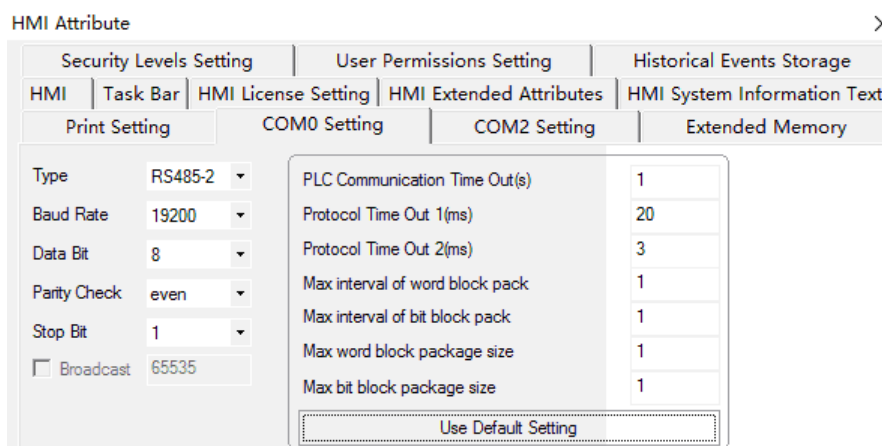 HMI Attribute
Security Levels Setting User Permissions Setting Historical Events Storage
HMI Task Bar HMI License Setting HMI Extended Attributes HMI System Information Text
Print Setting COM0 Setting COM2 Setting Extended Memory
Type RS485-2
Baud Rate 19200
Data Bit 8
Parity Check even
Stop Bit 1
Broadcast 65535
PLC Communication Time Out(s) 1
Protocol Time Out 1(ms) 20
Protocol Time Out 2(ms) 3
Max interval of word block pack 1
Max interval of bit block pack 1
Max word block package size 1
Max bit block package size 1
Use Default Setting